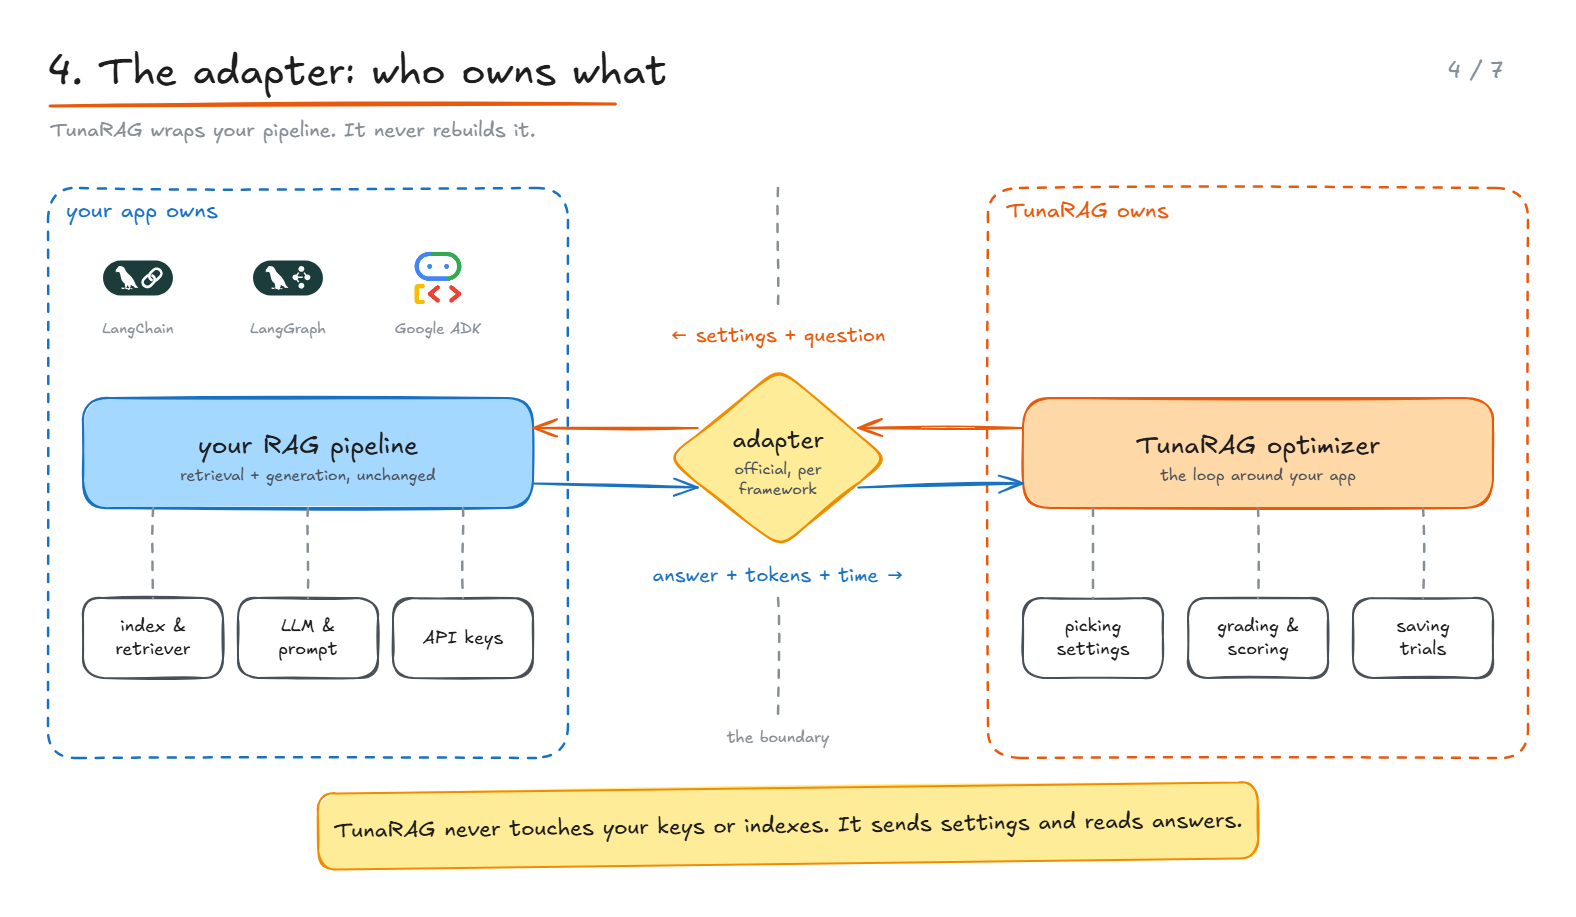 4. The adapter: who owns what
4 / 7
TunaRAG wraps your pipeline. It never rebuilds it.
your app owns
LangChain
LangGraph
Google ADK
your RAG pipeline
retrieval + generation, unchanged
index &
retriever
LLM &
prompt
API keys
← settings + question
adapter
official, per
framework
answer + tokens + time →
the boundary
TunaRAG owns
TunaRAG optimizer
the loop around your app
picking
settings
grading &
scoring
saving
trials
TunaRAG never touches your keys or indexes. It sends settings and reads answers.